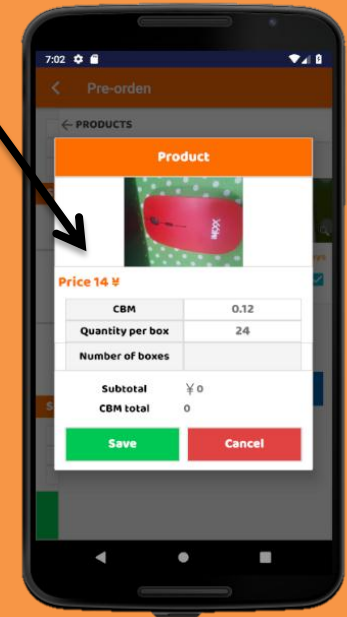 7:02
Pre-orden
← PRODUCTS
Product
Price 14 ¥
CBM 0.12
Quantity per box 24
Number of boxes
Subtotal ¥ 0
CBM total 0
Save Cancel